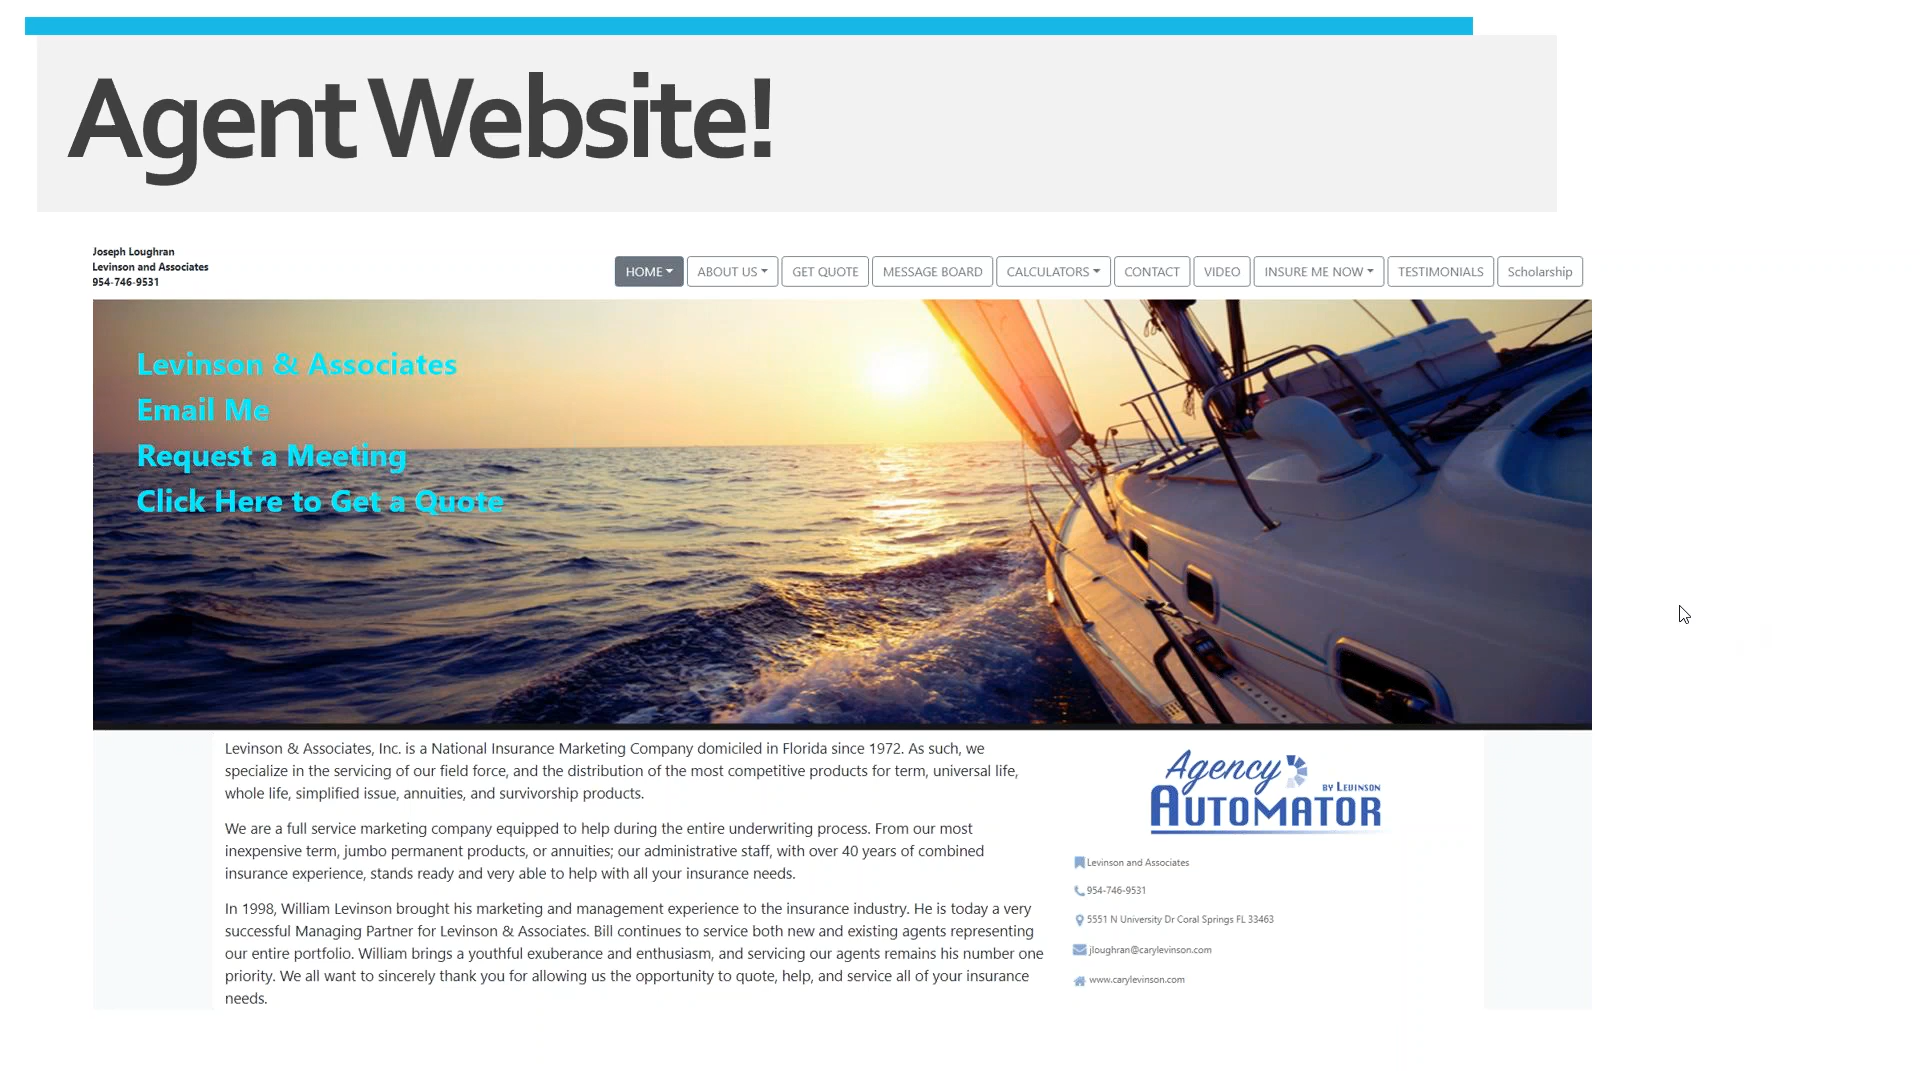 Agent Website!
Joseph Loughran
Levinson and Associates
954-746-9531
HOME
ABOUT US
GET QUOTE
MESSAGE BOARD
CALCULATORS
CONTACT
VIDEO
INSURE ME NOW
TESTIMONIALS
Scholarship
Levinson & Associates
Email Me
Request a Meeting
Click Here to Get a Quote
Levinson & Associates, Inc. is a National Insurance Marketing Company domiciled in Florida since 1972. As such, we
specialize in the servicing of our field force, and the distribution of the most competitive products for term, universal life,
whole life, simplified issue, annuities, and survivorship products.
We are a full service marketing company equipped to help during the entire underwriting process. From our most
inexpensive term, jumbo permanent products, or annuities; our administrative staff, with over 40 years of combined
insurance experience, stands ready and very able to help with all your insurance needs.
In 1998, William Levinson brought his marketing and management experience to the insurance industry. He is today a very
successful Managing Partner for Levinson & Associates. Bill continues to service both new and existing agents representing
our entire portfolio. William brings a youthful exuberance and enthusiasm, and servicing our agents remains his number one
priority. We all want to sincerely thank you for allowing us the opportunity to quote, help, and service all of your insurance
needs.
Agency
BY LEVINSON
AUTOMATOR
Levinson and Associates
954-746-9531
5551 N University Dr Coral Springs FL 33463
jloughran@carylevinson.com
www.carylevinson.com